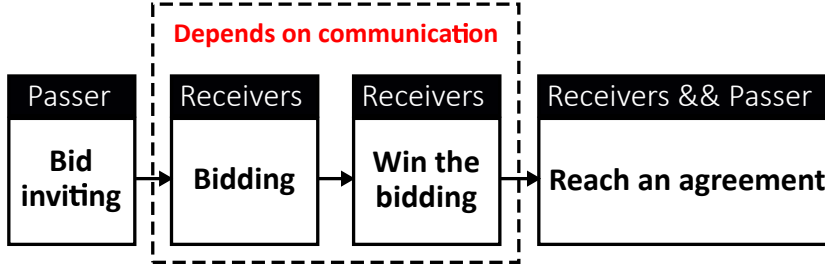 Depends on communication
Passer
Bid
inviting
Receivers
Bidding
Receivers
Win the
bidding
Receivers && Passer
Reach an agreement